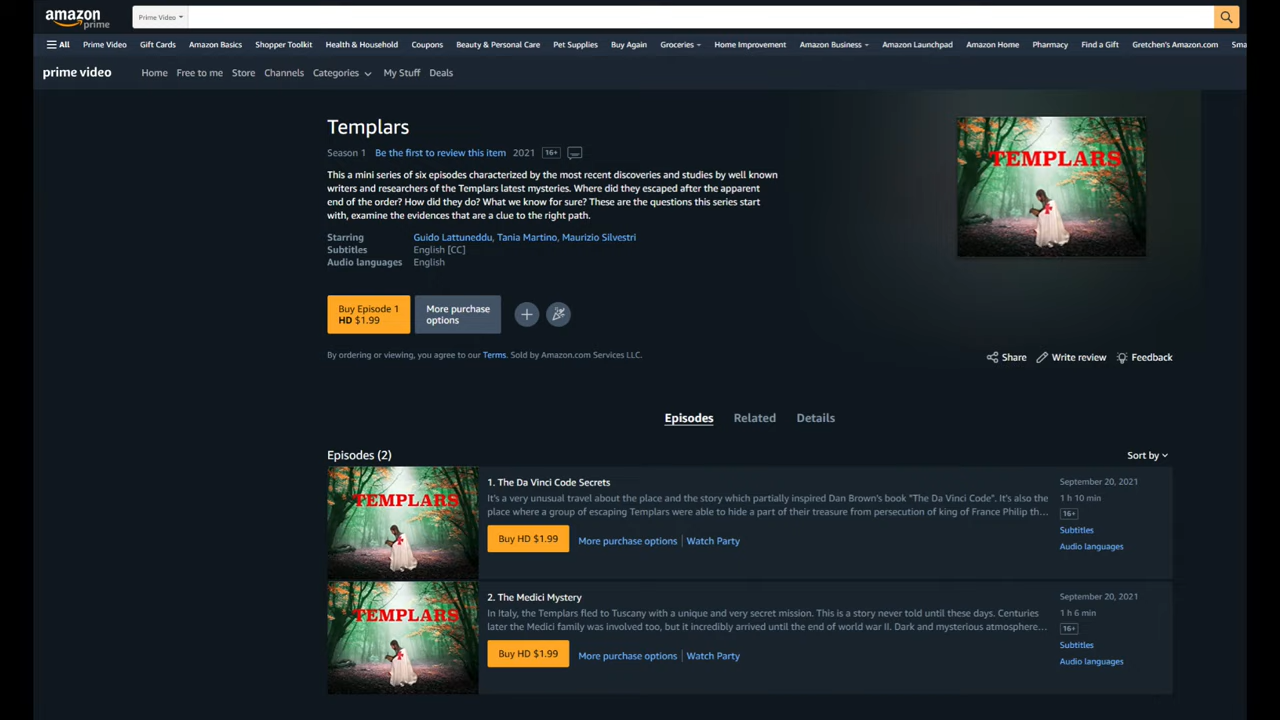 amazon
prime
Prime Video
All Prime Video Gift Cards Amazon Basics Shopper Toolkit Health & Household Coupons Beauty & Personal Care Pet Supplies Buy Again Groceries Home Improvement Amazon Business Amazon Launchpad Amazon Home Pharmacy Find a Gift Gretchen's Amazon.com Sma
prime video Home Free to me Store Channels Categories My Stuff Deals
Templars
Season 1 Be the first to review this item 2021 16+
This a mini series of six episodes characterized by the most recent discoveries and studies by well known
writers and researchers of the Templars latest mysteries. Where did they escaped after the apparent
end of the order? How did they do? What we know for sure? These are the questions this series start
with, examine the evidences that are a clue to the right path.
Starring Guido Lattuneddu, Tania Martino, Maurizio Silvestri
Subtitles English [CC]
Audio languages English
TEMPLARS
Buy Episode 1
HD $1.99
More purchase
options
By ordering or viewing, you agree to our Terms. Sold by Amazon.com Services LLC.
Share Write review Feedback
Episodes Related Details
Episodes (2)
Sort by
TEMPLARS
1. The Da Vinci Code Secrets
It's a very unusual travel about the place and the story which partially inspired Dan Brown's book "The Da Vinci Code". It's also the
place where a group of escaping Templars were able to hide a part of their treasure from persecution of king of France Philip th...
Buy HD $1.99 More purchase options Watch Party
September 20, 2021
1 h 10 min
16+
Subtitles
Audio languages
TEMPLARS
2. The Medici Mystery
In Italy, the Templars fled to Tuscany with a unique and very secret mission. This is a story never told until these days. Centuries
later the Medici family was involved too, but it incredibly arrived until the end of world war II. Dark and mysterious atmosphere...
Buy HD $1.99 More purchase options Watch Party
September 20, 2021
1 h 6 min
16+
Subtitles
Audio languages